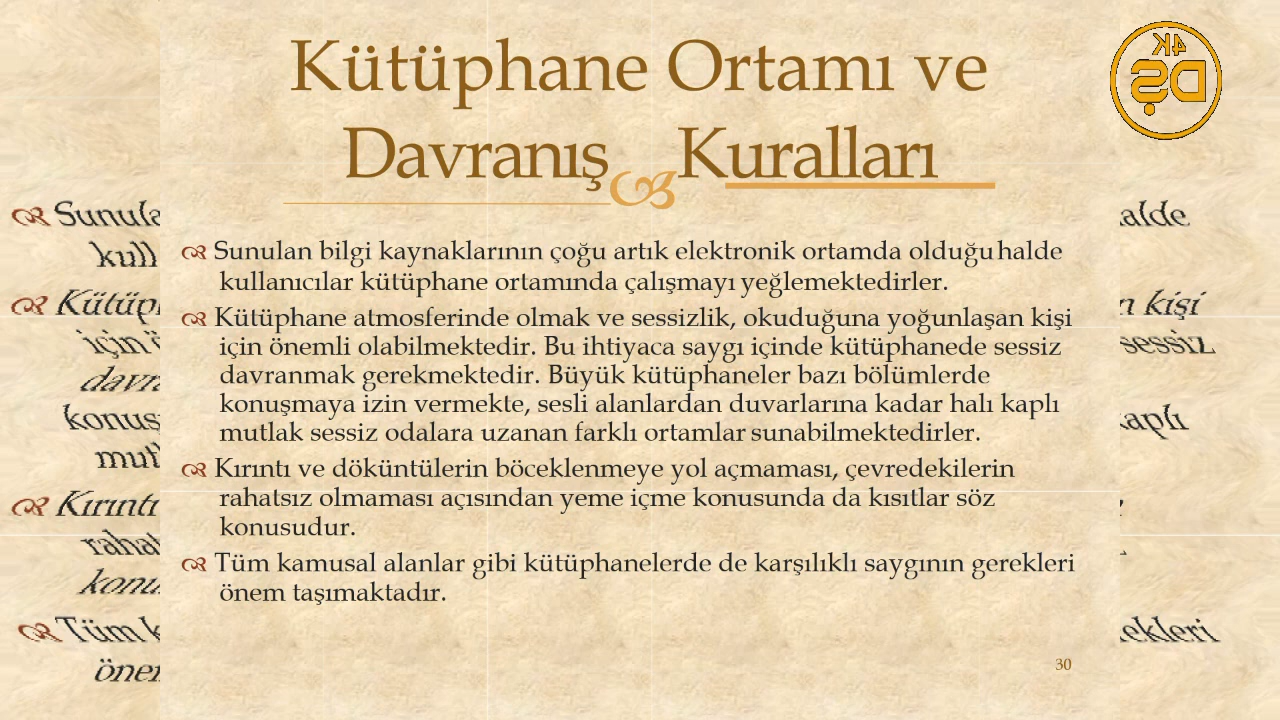 Kütüphane Ortamı ve
Davranış Kuralları
Sunulan bilgi kaynaklarının çoğu artık elektronik ortamda olduğu halde
kullanıcılar kütüphane ortamında çalışmayı yeğlemektedirler.
Kütüphane atmosferinde olmak ve sessizlik, okuduğuna yoğunlaşan kişi
için önemli olabilmektedir. Bu ihtiyaca saygı içinde kütüphanede sessiz
davranmak gerekmektedir. Büyük kütüphaneler bazı bölümlerde
konuşmaya izin vermekte, sesli alanlardan duvarlarına kadar halı kaplı
mutlak sessiz odalara uzanan farklı ortamlar sunabilmektedirler.
Kırıntı ve döküntülerin böceklenmeye yol açmaması, çevredekilerin
rahatsız olmaması açısından yeme içme konusunda da kısıtlar söz
konusudur.
Tüm kamusal alanlar gibi kütüphanelerde de karşılıklı saygının gerekleri
önem taşımaktadır.
30
4K
DŞ